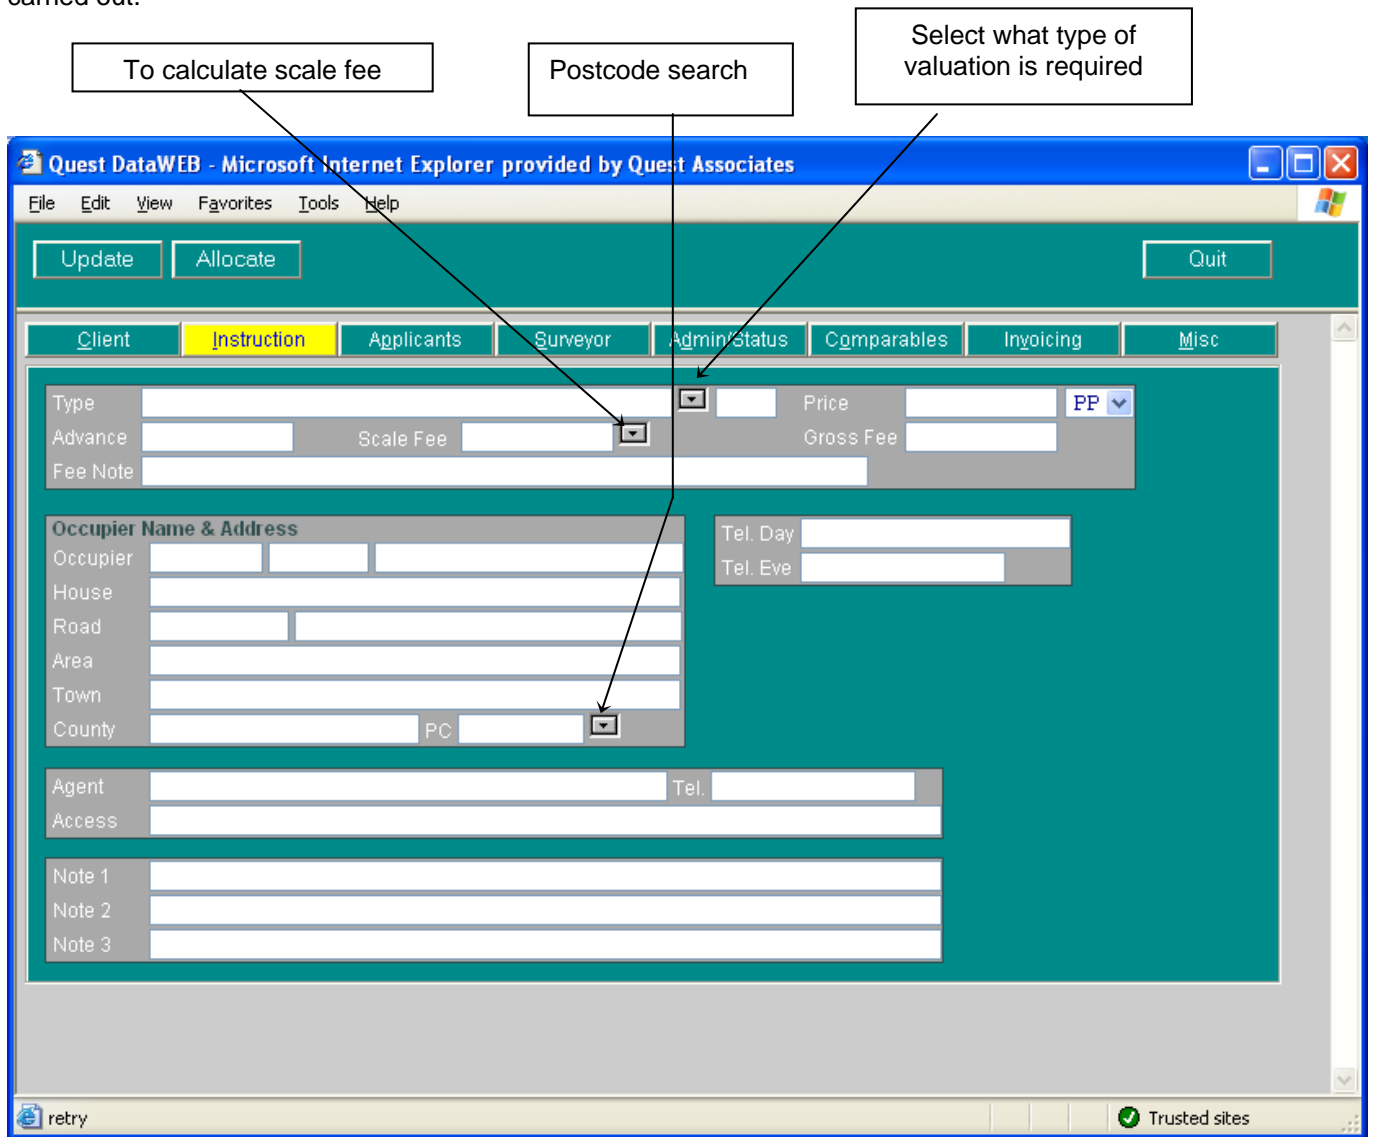 carried out.
To calculate scale fee
Postcode search
Select what type of
valuation is required
Quest DataWEB - Microsoft Internet Explorer provided by Quest Associates
File Edit View Favorites Tools Help
Update Allocate Quit
Client Instruction Applicants Surveyor Admin/Status Comparables Invoicing Misc
Type Price PP
Advance Scale Fee Gross Fee
Fee Note
Occupier Name & Address
Occupier
House
Road
Area
Town
County PC
Tel. Day
Tel. Eve
Agent Tel.
Access
Note 1
Note 2
Note 3
retry Trusted sites